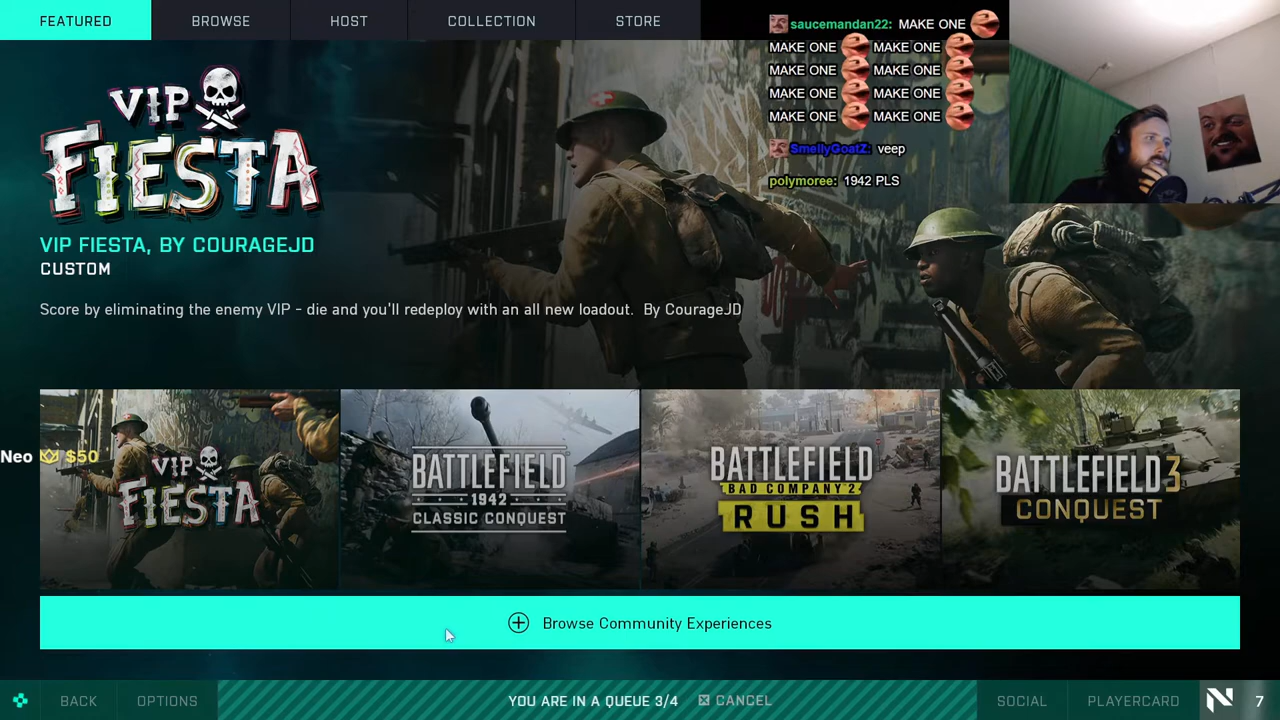 FEATURED
BROWSE
HOST
COLLECTION
STORE
saucemandan22: MAKE ONE
MAKE ONE MAKE ONE
MAKE ONE MAKE ONE
MAKE ONE MAKE ONE
MAKE ONE MAKE ONE
SmellyGoatZ: veep
polymoree: 1942 PLS
VIP
FIESTA
VIP FIESTA, BY COURAGEJD
CUSTOM
Score by eliminating the enemy VIP - die and you'll redeploy with an all new loadout. By CourageJD
Neo $50
VIP
FIESTA
BATTLEFIELD
1942
CLASSIC CONQUEST
BATTLEFIELD
BAD COMPANY 2
RUSH
BATTLEFIELD 3
CONQUEST
Browse Community Experiences
BACK
OPTIONS
YOU ARE IN A QUEUE 3/4
CANCEL
SOCIAL
PLAYERCARD
7